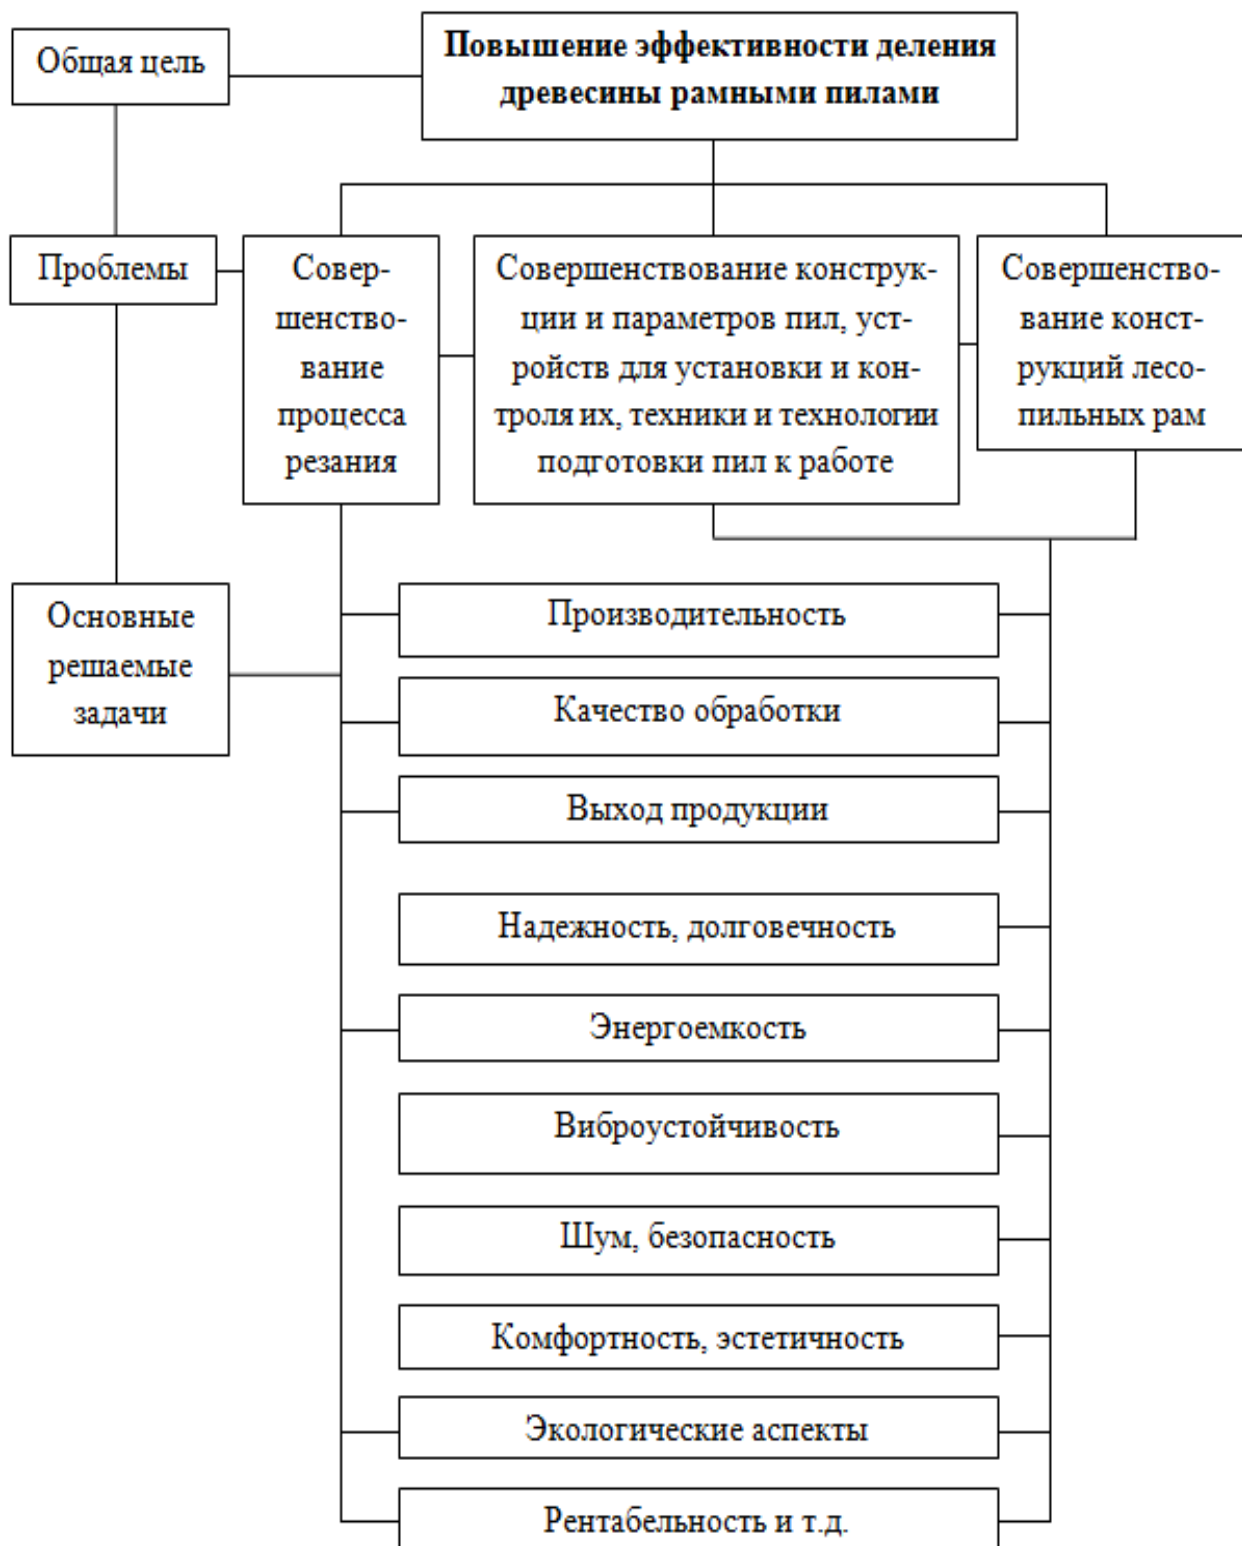 Общая цель
Повышение эффективности деления
древесины рамными пилами
Проблемы
Совер-
шенство-
вание
процесса
резания
Совершенствование конструк-
ции и параметров пил, уст-
ройств для установки и кон-
троля их, техники и технологии
подготовки пил к работе
Совершенство-
вание конст-
рукций лесо-
пильных рам
Основные
решаемые
задачи
Производительность
Качество обработки
Выход продукции
Надежность, долговечность
Энергоемкость
Виброустойчивость
Шум, безопасность
Комфортность, эстетичность
Экологические аспекты
Рентабельность и т.д.